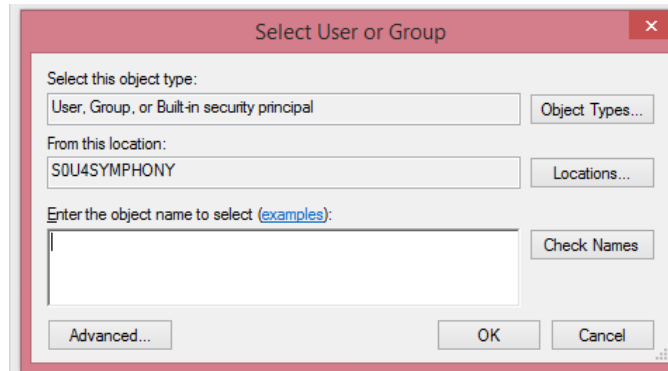 Select User or Group
Select this object type:
User, Group, or Built-in security principal
Object Types...
From this location:
S0U4SYMPHONY
Locations...
Enter the object name to select (examples):
Check Names
Advanced...
OK
Cancel